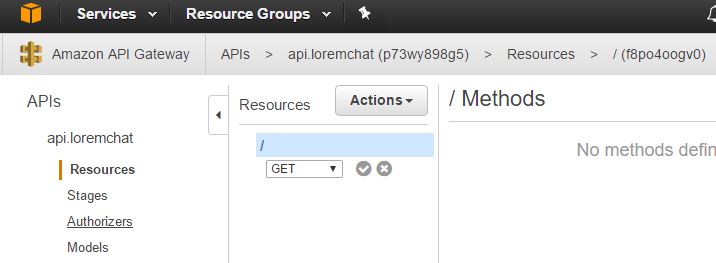 Services Resource Groups
Amazon API Gateway APIs > api.loremchat (p73wy898g5) > Resources > / (f8po4oogv0)
APIs
Resources Actions
/ Methods
api.loremchat
/
Resources
GET
No methods defin
Stages
Authorizers
Models